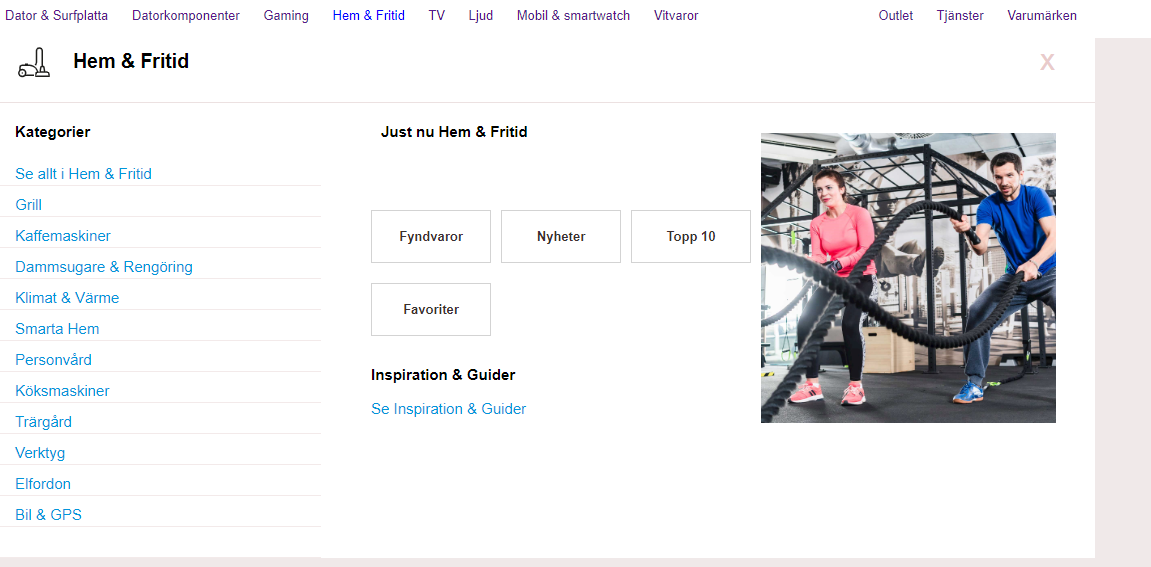 Dator & Surfplatta Datorkomponenter Gaming Hem & Fritid TV Ljud Mobil & smartwatch Vitvaror Outlet Tjänster Varumärken
Hem & Fritid X
Kategorier
Se allt i Hem & Fritid
Grill
Kaffemaskiner
Dammsugare & Rengöring
Klimat & Värme
Smarta Hem
Personvård
Köksmaskiner
Trärgård
Verktyg
Elfordon
Bil & GPS
Just nu Hem & Fritid
Fyndvaror Nyheter Topp 10
Favoriter
Inspiration & Guider
Se Inspiration & Guider